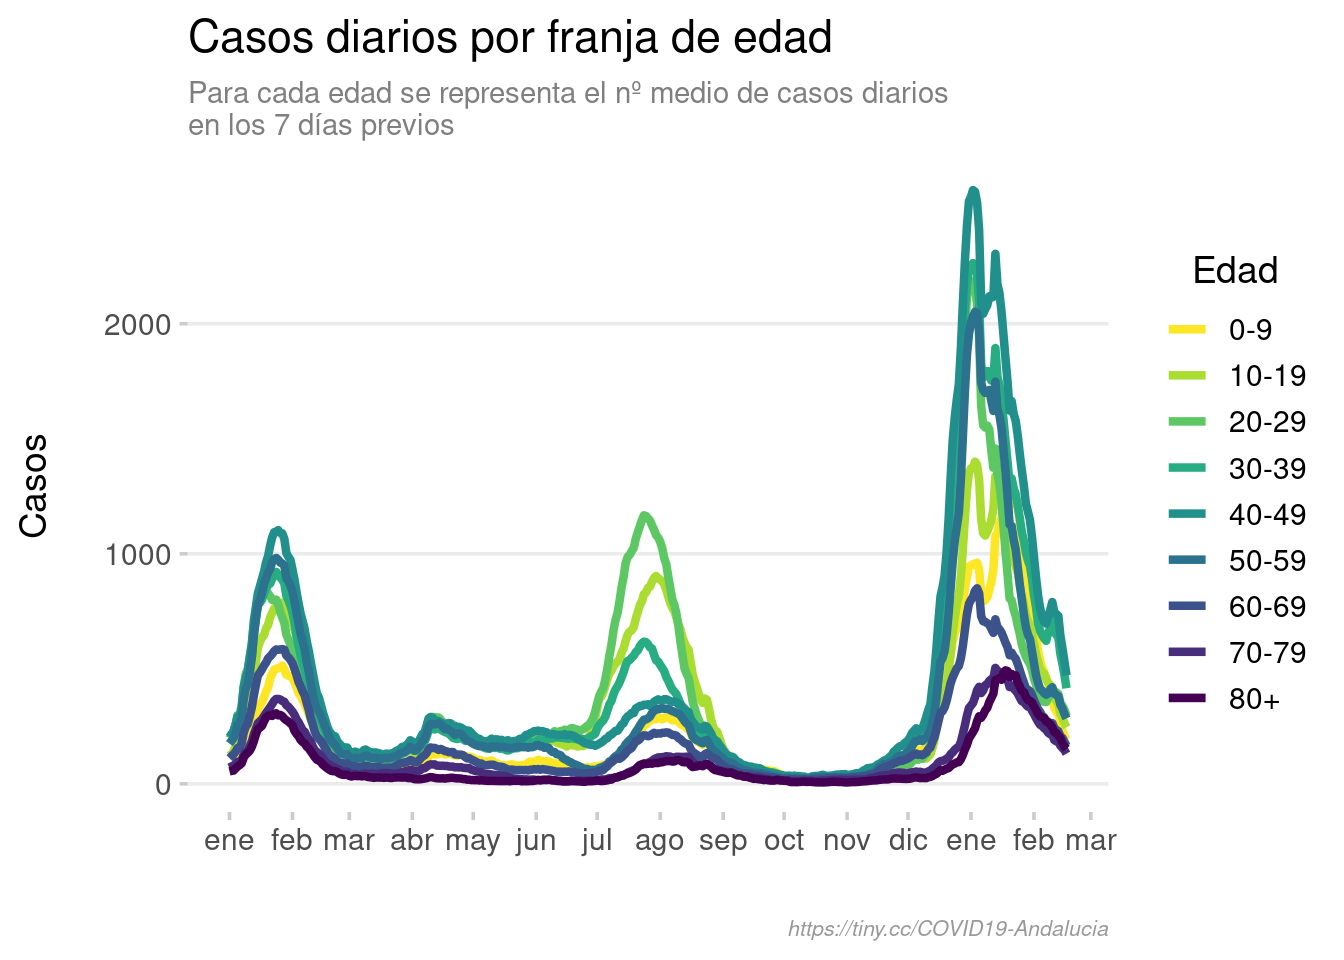 Casos diarios por franja de edad
Para cada edad se representa el nº medio de casos diarios
en los 7 días previos
Casos
2000
1000
0
ene feb mar abr may jun jul ago sep oct nov dic ene feb mar
Edad
0-9
10-19
20-29
30-39
40-49
50-59
60-69
70-79
80+
https://tiny.cc/COVID19-Andalucia